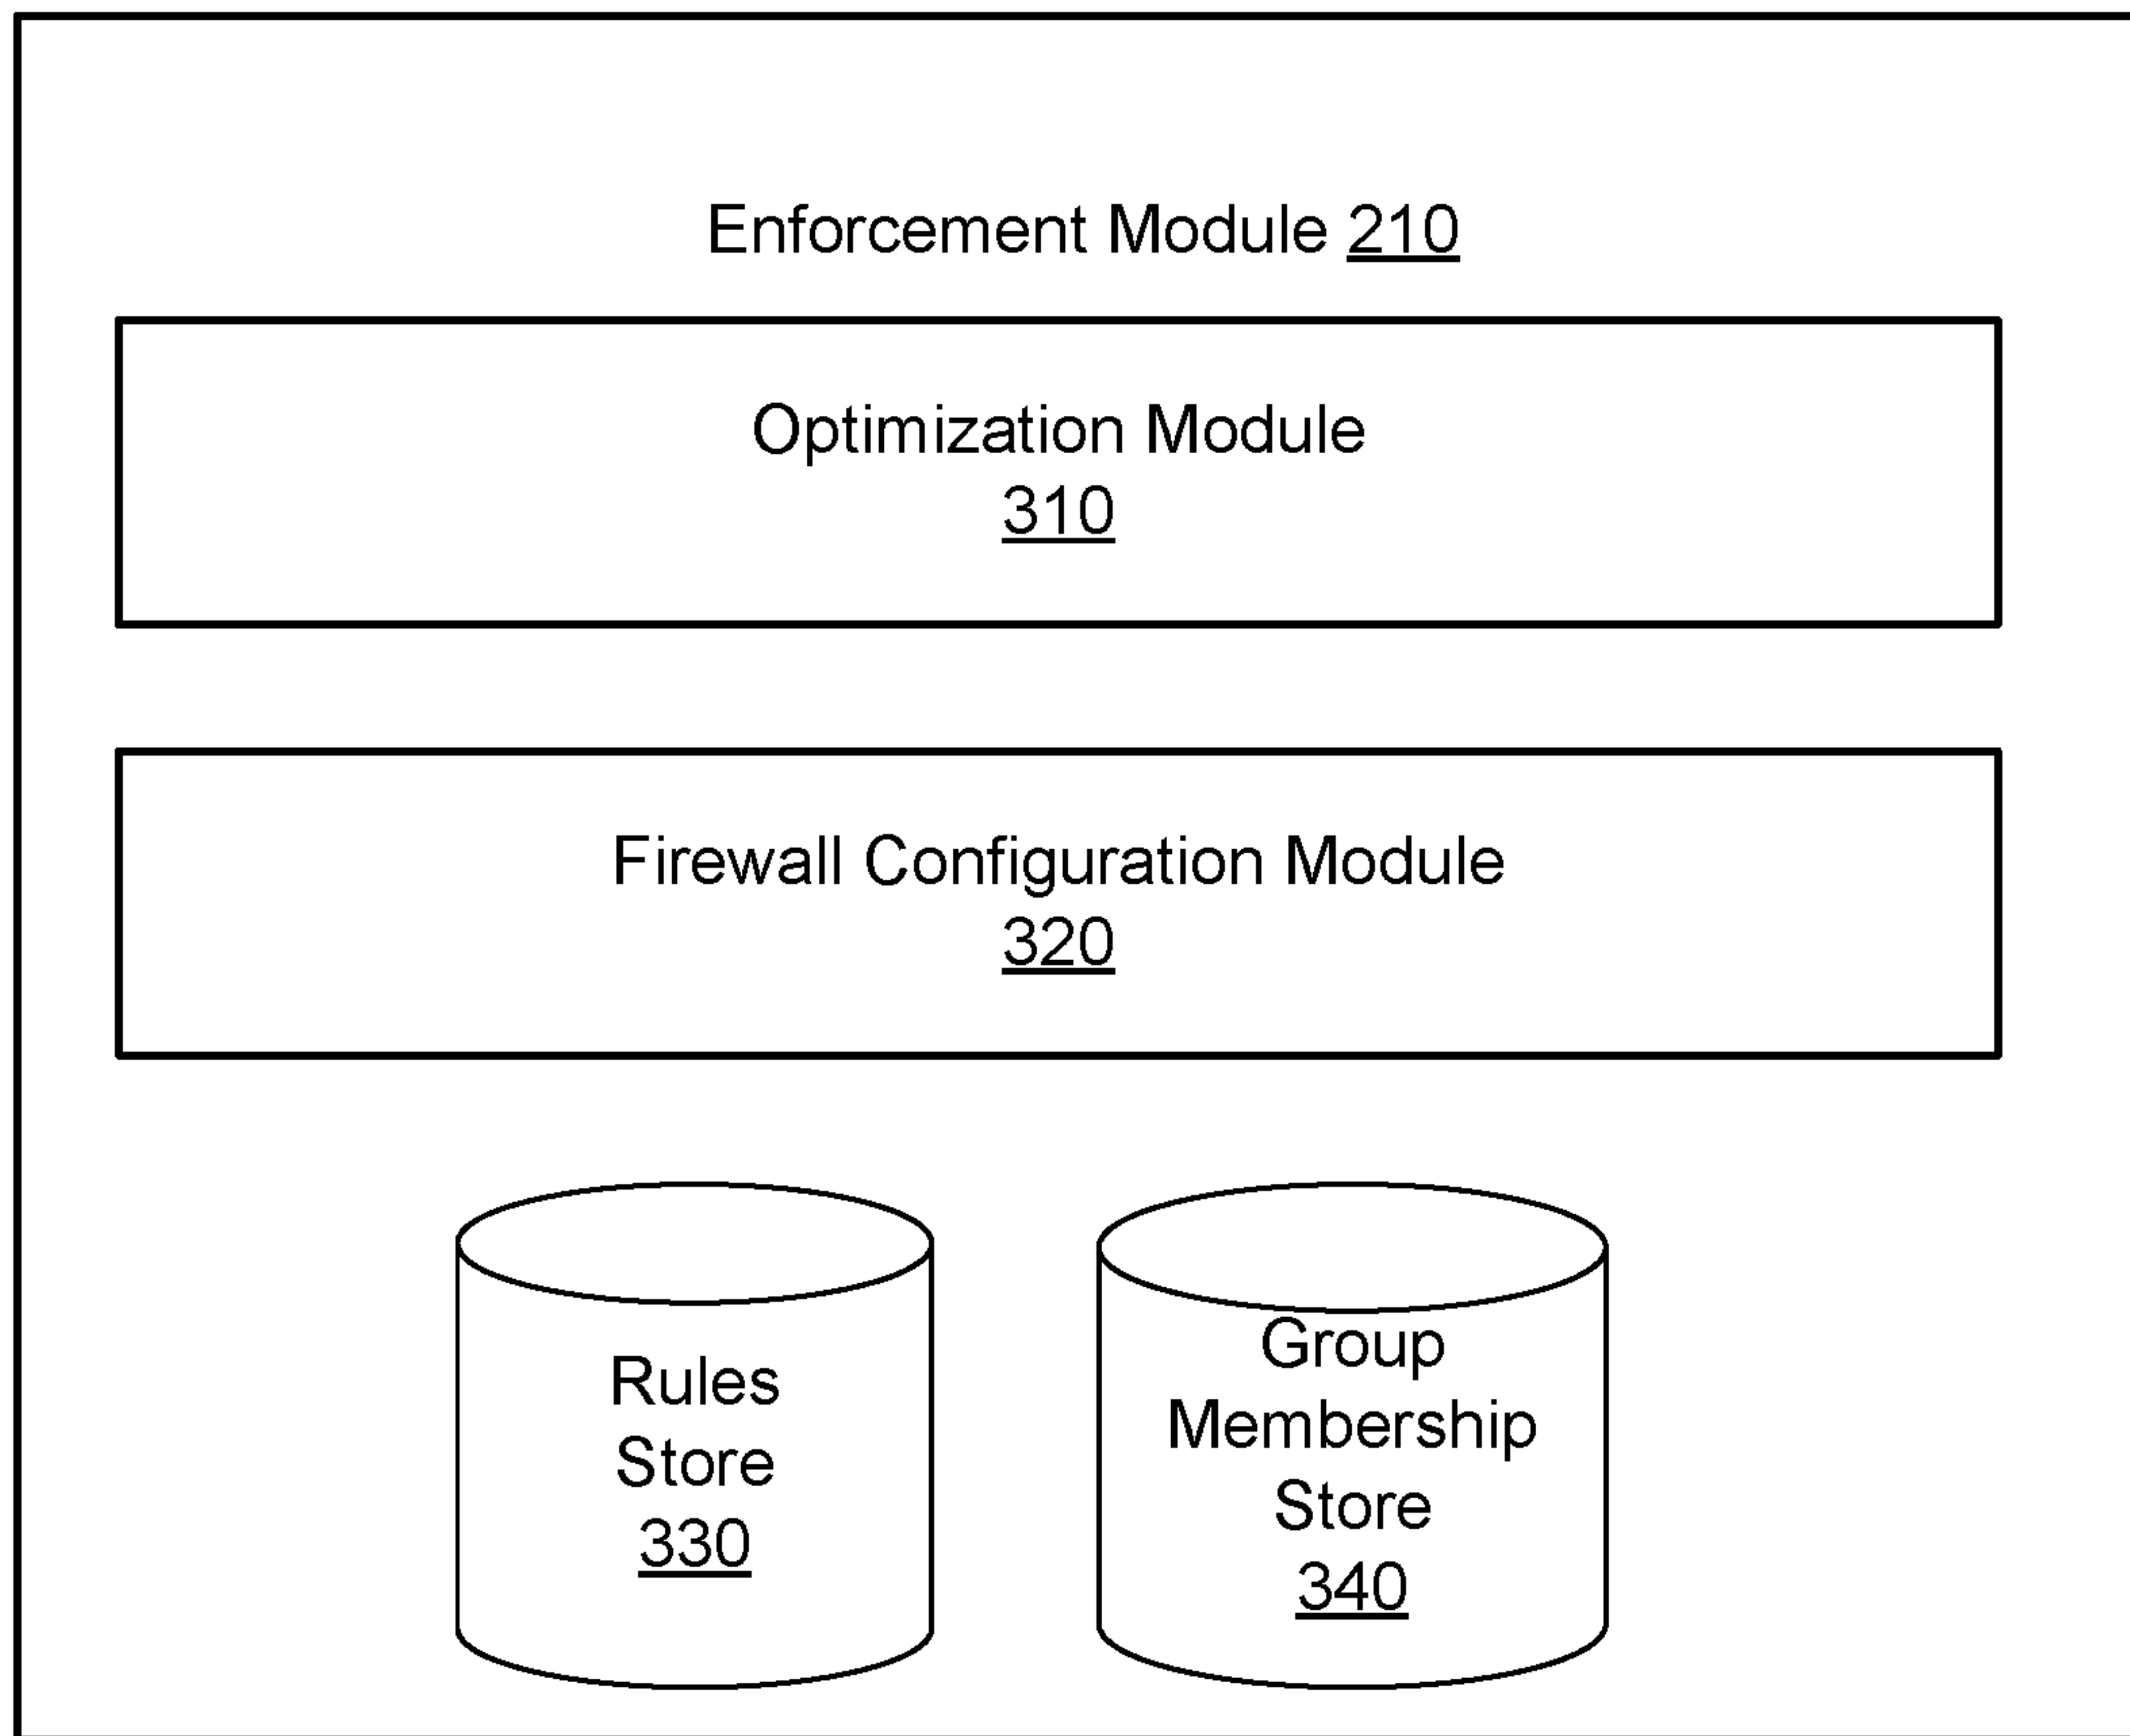 Enforcement Module 210
Optimization Module
310
Firewall Configuration Module
320
Rules
Store
330
Group
Membership
Store
340